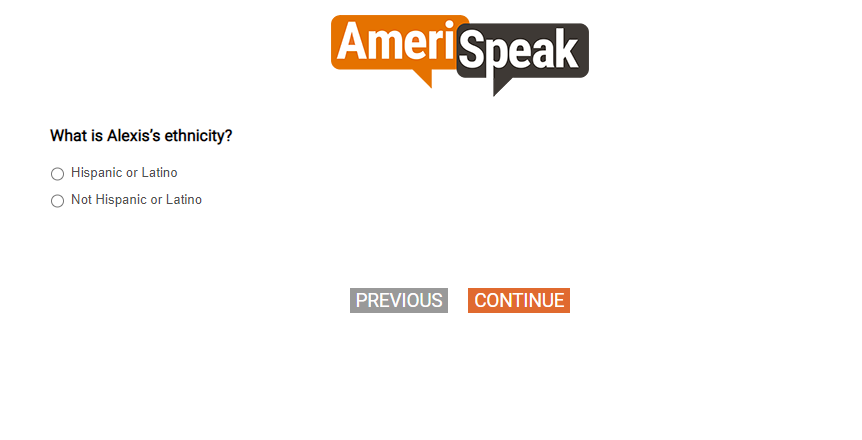 AmeriSpeak
What is Alexis’s ethnicity?
Hispanic or Latino
Not Hispanic or Latino
PREVIOUS CONTINUE